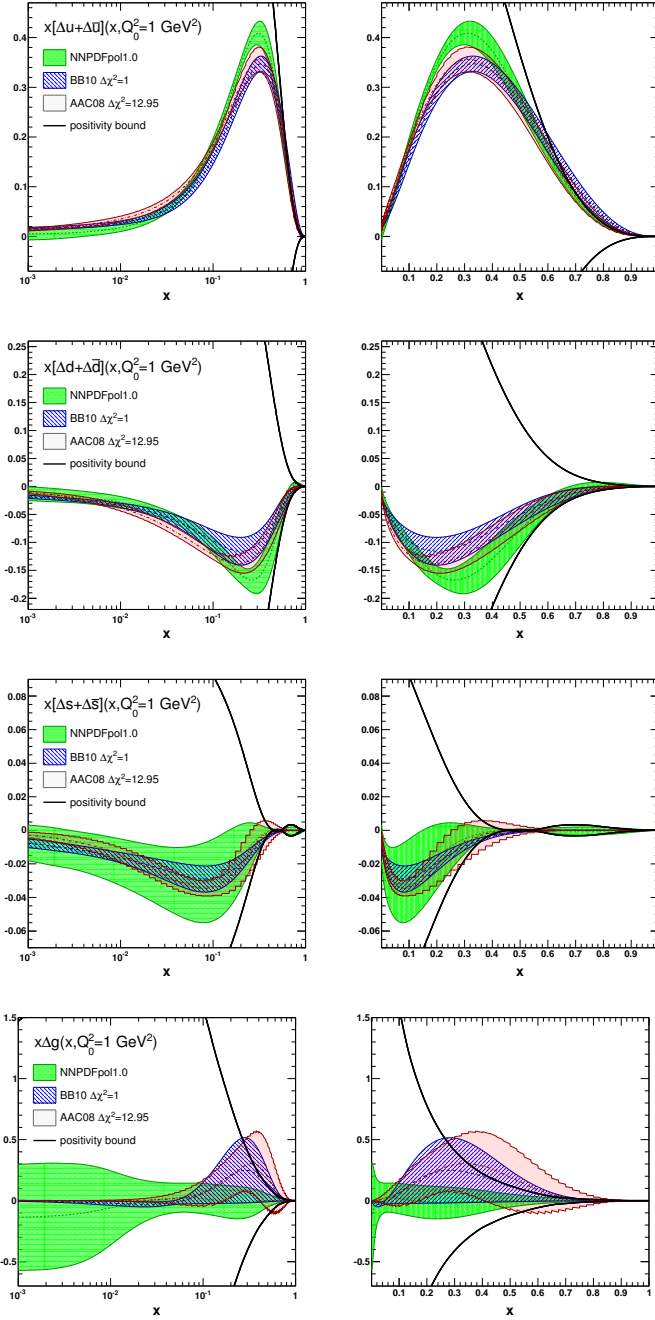 x[Δu+Δu̅](x,Q₀²=1 GeV²)
NNPDFpol1.0
BB10 Δχ²=1
AAC08 Δχ²=12.95
positivity bound
0.4
0.3
0.2
0.1
0
10⁻³ 10⁻² 10⁻¹ 1
x
0.4
0.3
0.2
0.1
0
0.1 0.2 0.3 0.4 0.5 0.6 0.7 0.8 0.9
x
x[Δd+Δd̅](x,Q₀²=1 GeV²)
NNPDFpol1.0
BB10 Δχ²=1
AAC08 Δχ²=12.95
positivity bound
0.25
0.2
0.15
0.1
0.05
0
-0.05
-0.1
-0.15
-0.2
10⁻³ 10⁻² 10⁻¹ 1
x
0.25
0.2
0.15
0.1
0.05
0
-0.05
-0.1
-0.15
-0.2
0.1 0.2 0.3 0.4 0.5 0.6 0.7 0.8 0.9
x
x[Δs+Δs̅](x,Q₀²=1 GeV²)
NNPDFpol1.0
BB10 Δχ²=1
AAC08 Δχ²=12.95
positivity bound
0.08
0.06
0.04
0.02
0
-0.02
-0.04
-0.06
10⁻³ 10⁻² 10⁻¹ 1
x
0.08
0.06
0.04
0.02
0
-0.02
-0.04
-0.06
0.1 0.2 0.3 0.4 0.5 0.6 0.7 0.8 0.9
x
xΔg(x,Q₀²=1 GeV²)
NNPDFpol1.0
BB10 Δχ²=1
AAC08 Δχ²=12.95
positivity bound
1.5
1
0.5
0
-0.5
10⁻³ 10⁻² 10⁻¹ 1
x
1.5
1
0.5
0
-0.5
0.1 0.2 0.3 0.4 0.5 0.6 0.7 0.8 0.9 1
x